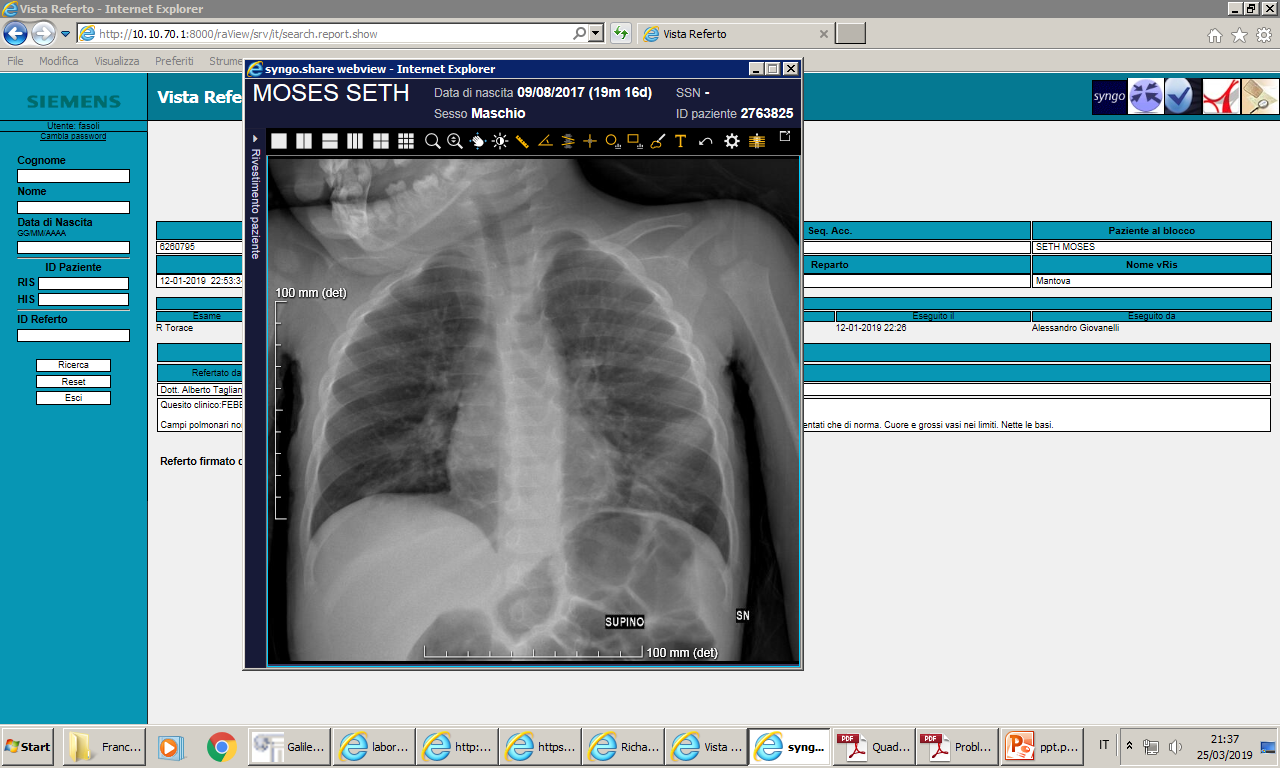 Vista Referto - Internet Explorer
http://10.10.70.1:8000/raView/srv/it/search.report.show
Vista Referto
File Modifica Visualizza Preferiti Strume
syngo.share webview - Internet Explorer
SIEMENS
Vista Refe
syngo
Utente: fasoli
Cambia password
MOSES SETH
Data di nascita 09/08/2017 (19m 16d)
SSN -
Sesso Maschio
ID paziente 2763825
Rivestimento paziente
T
Cognome
Nome
Data di Nascita
GG/MM/AAAA
ID Paziente
RIS
HIS
ID Referto
Ricerca
Reset
Esci
Seq. Acc. Paziente al blocco
6260795 SETH MOSES
Reparto Nome vRis
12-01-2019 22:53:3 Mantova
Esame Eseguito il Eseguito da
R Torace 12-01-2019 22:26 Alessandro Giovanelli
Refertato da
Dott. Alberto Taglian
Quesito clinico:FEBB
Campi polmonari no entati che di norma. Cuore e grossi vasi nei limiti. Nette le basi.
Referto firmato d
100 mm (det)
SN
SUPINO
100 mm (det)
Start Franc... Galile... labor... http:... https... Richa... Vista ... syng... Quad... Probl... ppt.p... IT 21:37
25/03/2019